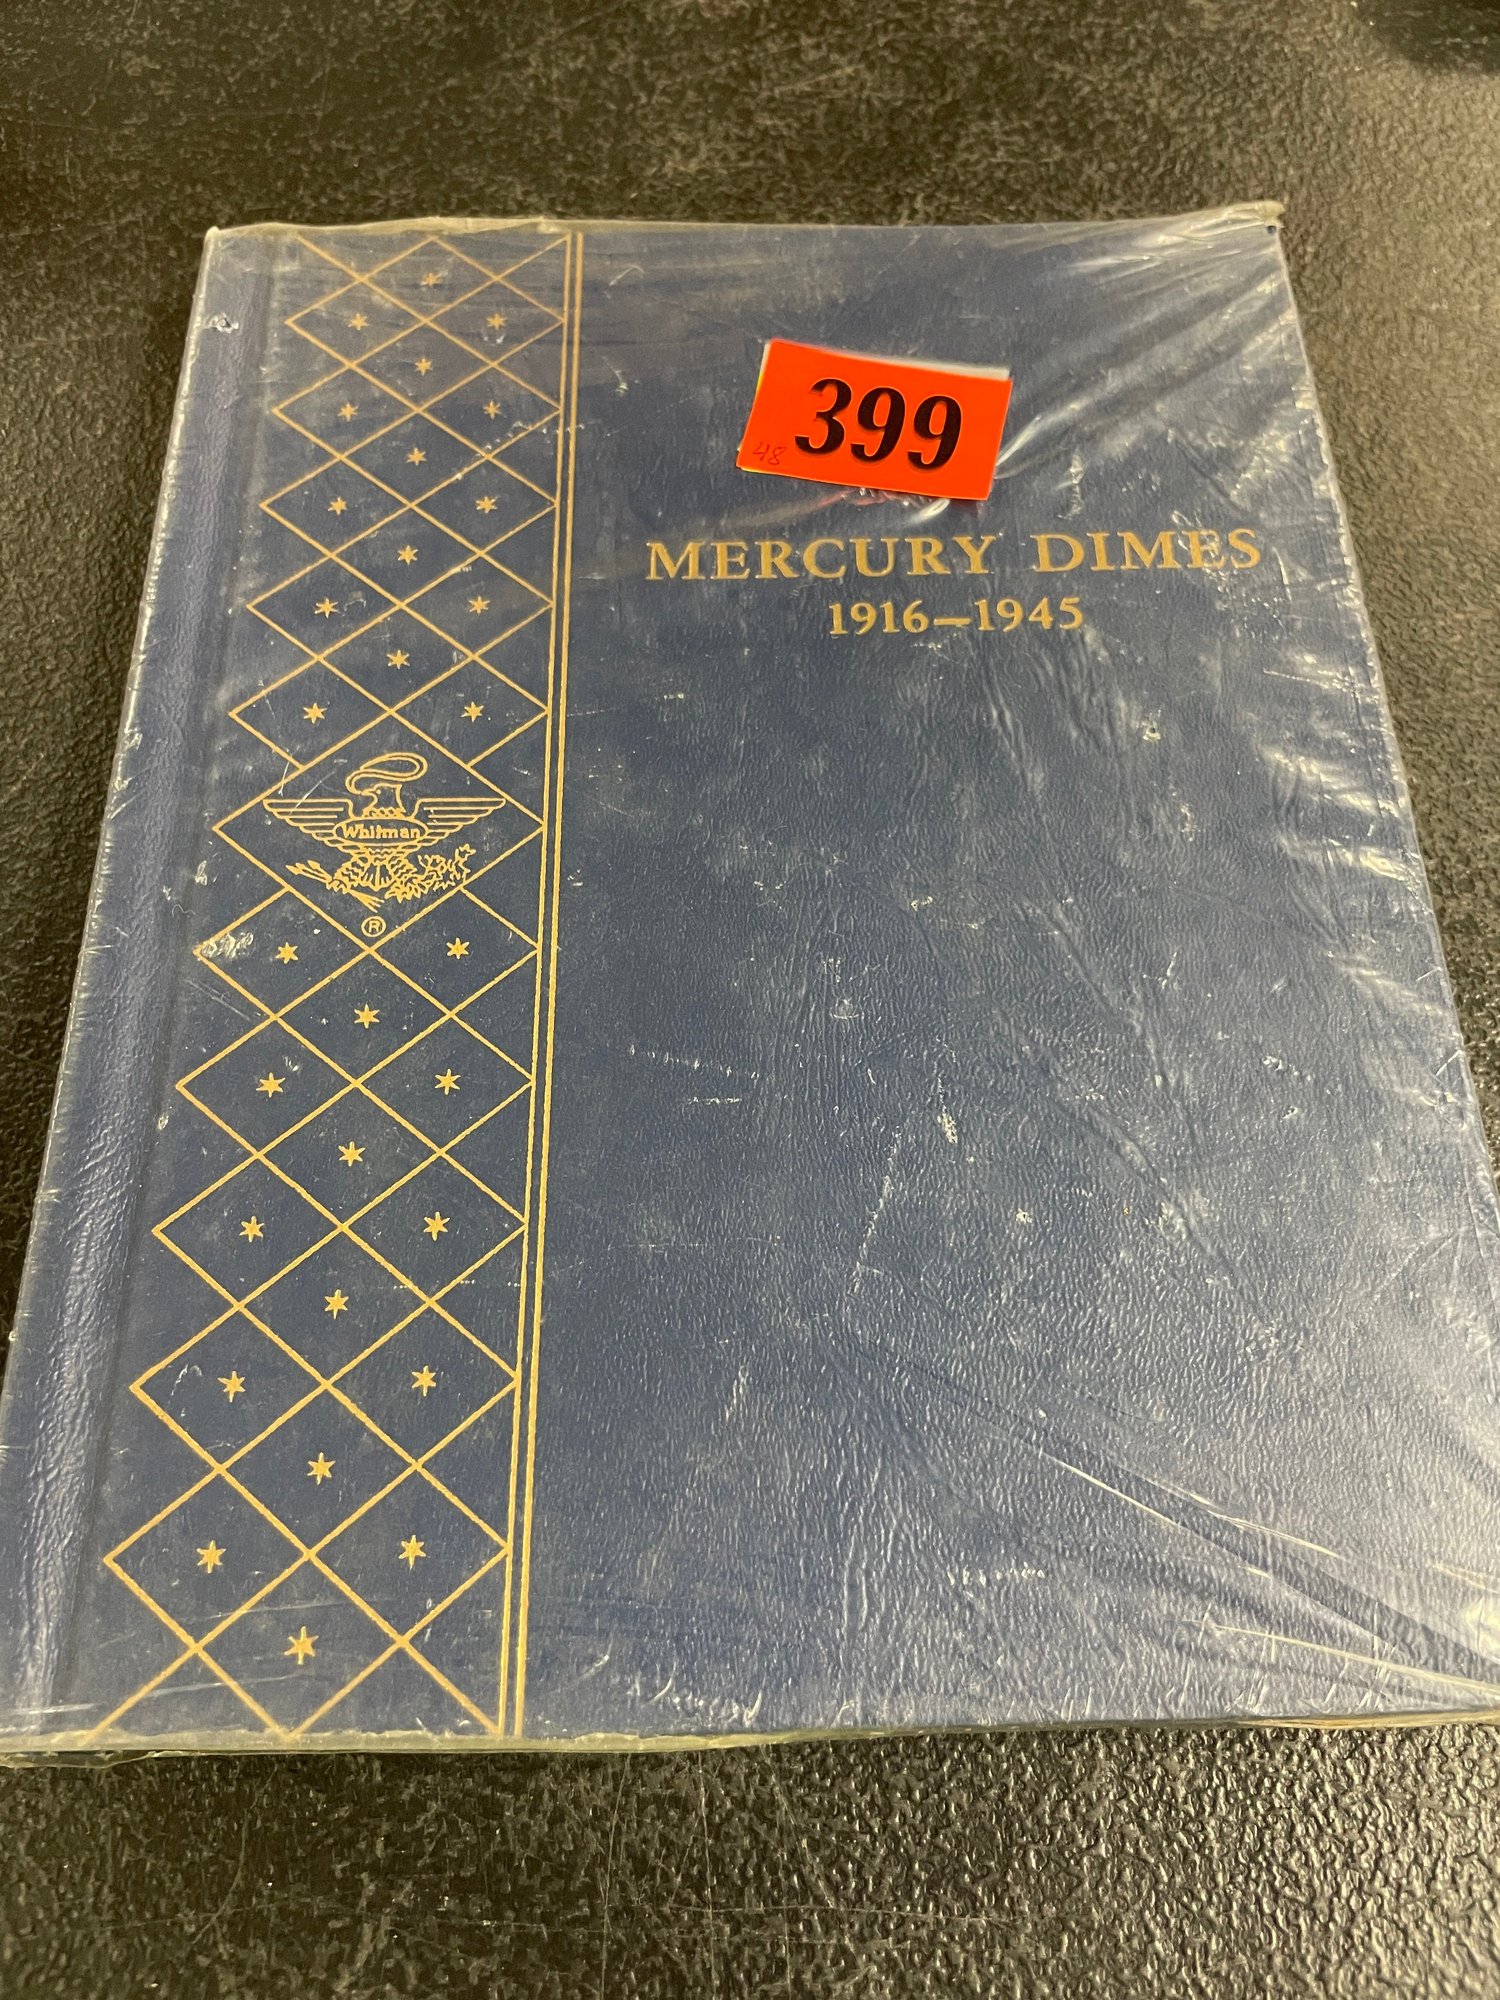 399
48
MERCURY DIMES
1916–1945
Whitman
®